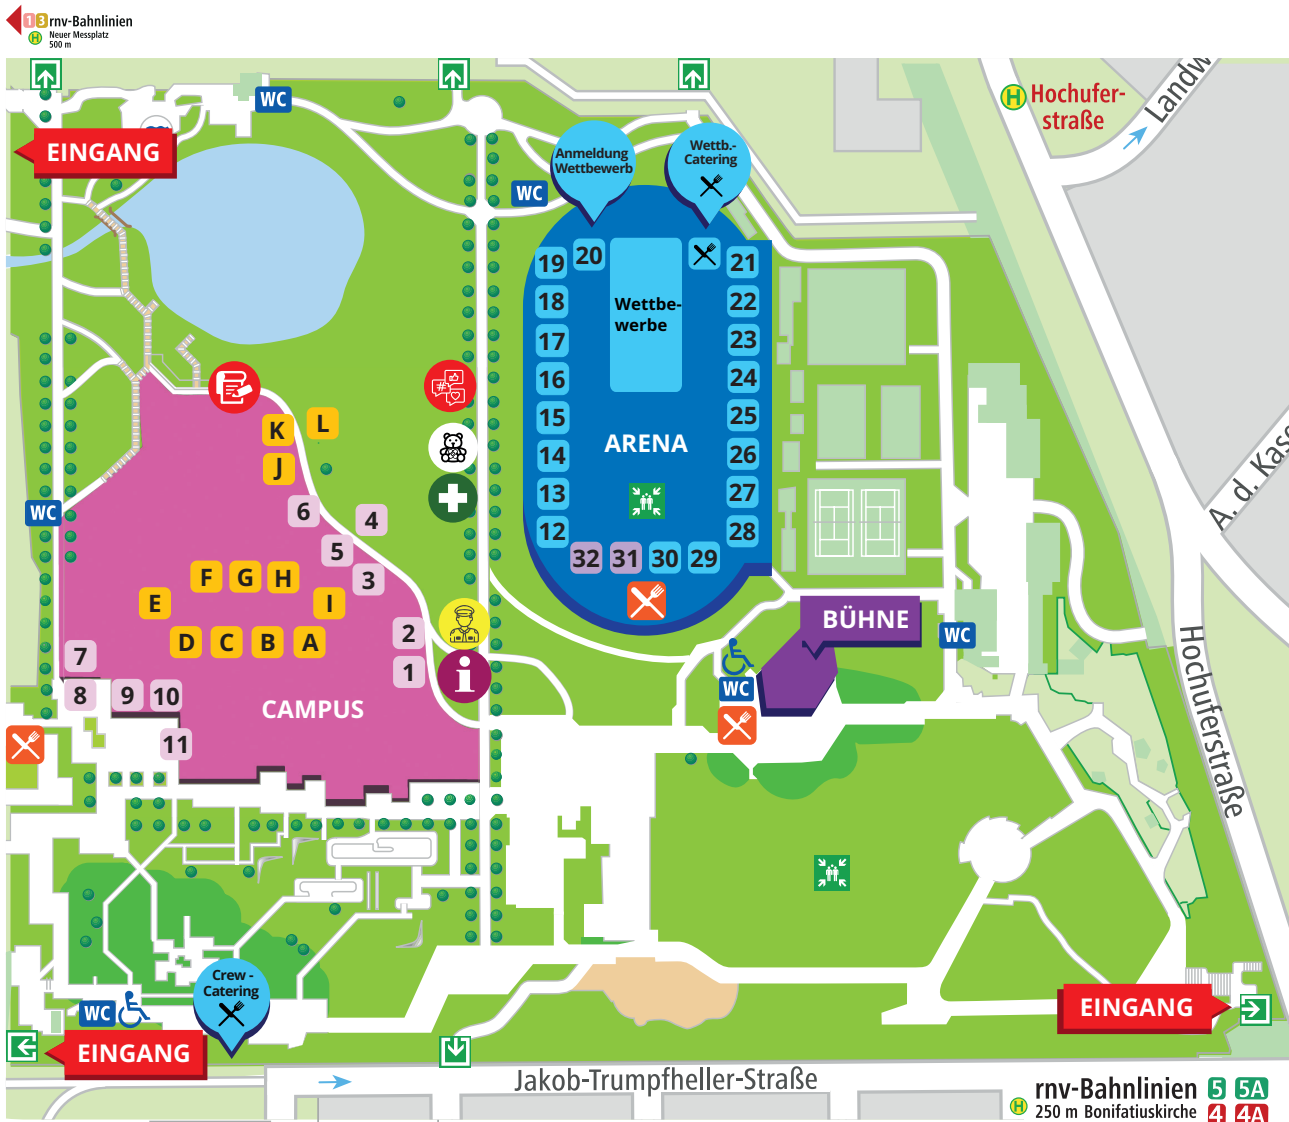 1 3 rnv-Bahnlinien
H Neuer Messplatz
500 m
WC
EINGANG
H Hochufer-
straße
Landw
Anmeldung
Wettbewerb
Wettb.-
Catering
WC
19 20 21
18 22
Wettbe-
werbe
17 23
16 24
15 25
ARENA
14 26
13 27
12 28
32 31 30 29
K L
J
6 4
5
3
WC
F G H
E I
D C B A
2
1
7
8 9 10
11
CAMPUS
i
#
BÜHNE
WC
WC
A. d. Kass
Hochuferstraße
Crew -
Catering
WC
EINGANG
EINGANG
Jakob-Trumpfheller-Straße
rnv-Bahnlinien 5 5A
H 250 m Bonifatiuskirche 4 4A